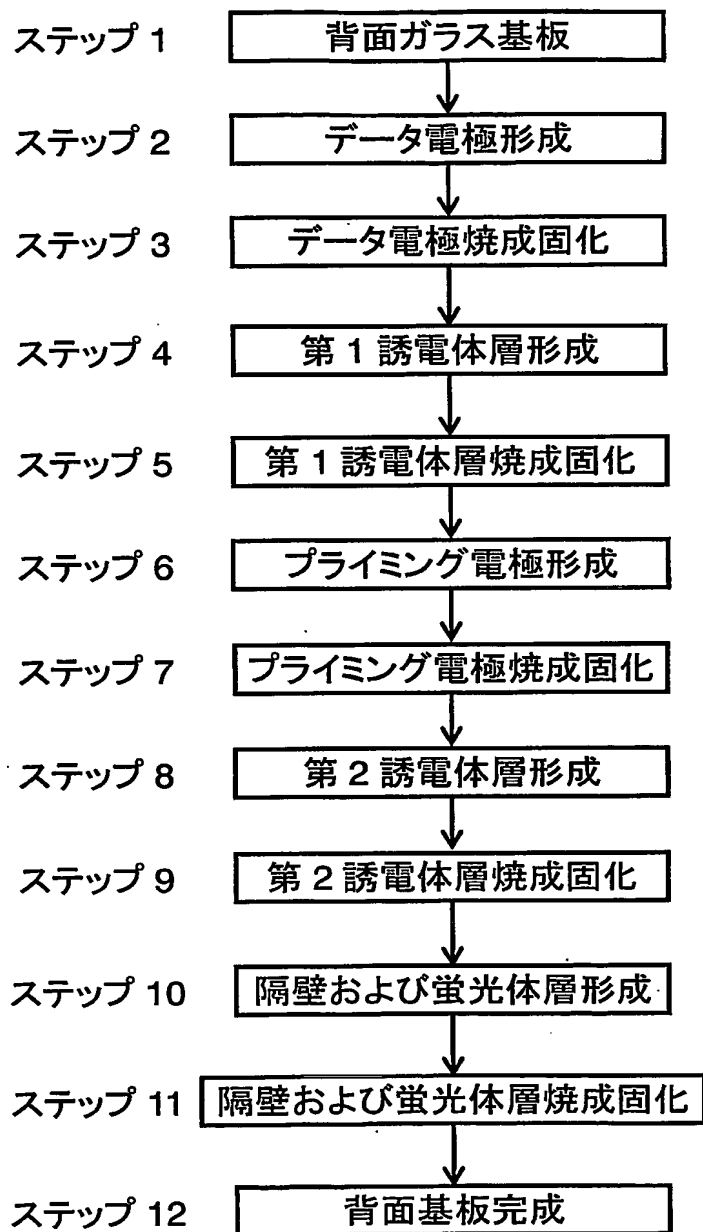 ステップ 1 背面ガラス基板
ステップ 2 データ電極形成
ステップ 3 データ電極焼成固化
ステップ 4 第 1 誘電体層形成
ステップ 5 第 1 誘電体層焼成固化
ステップ 6 プライミング電極形成
ステップ 7 プライミング電極焼成固化
ステップ 8 第 2 誘電体層形成
ステップ 9 第 2 誘電体層焼成固化
ステップ 10 隔壁および蛍光体層形成
ステップ 11 隔壁および蛍光体層焼成固化
ステップ 12 背面基板完成